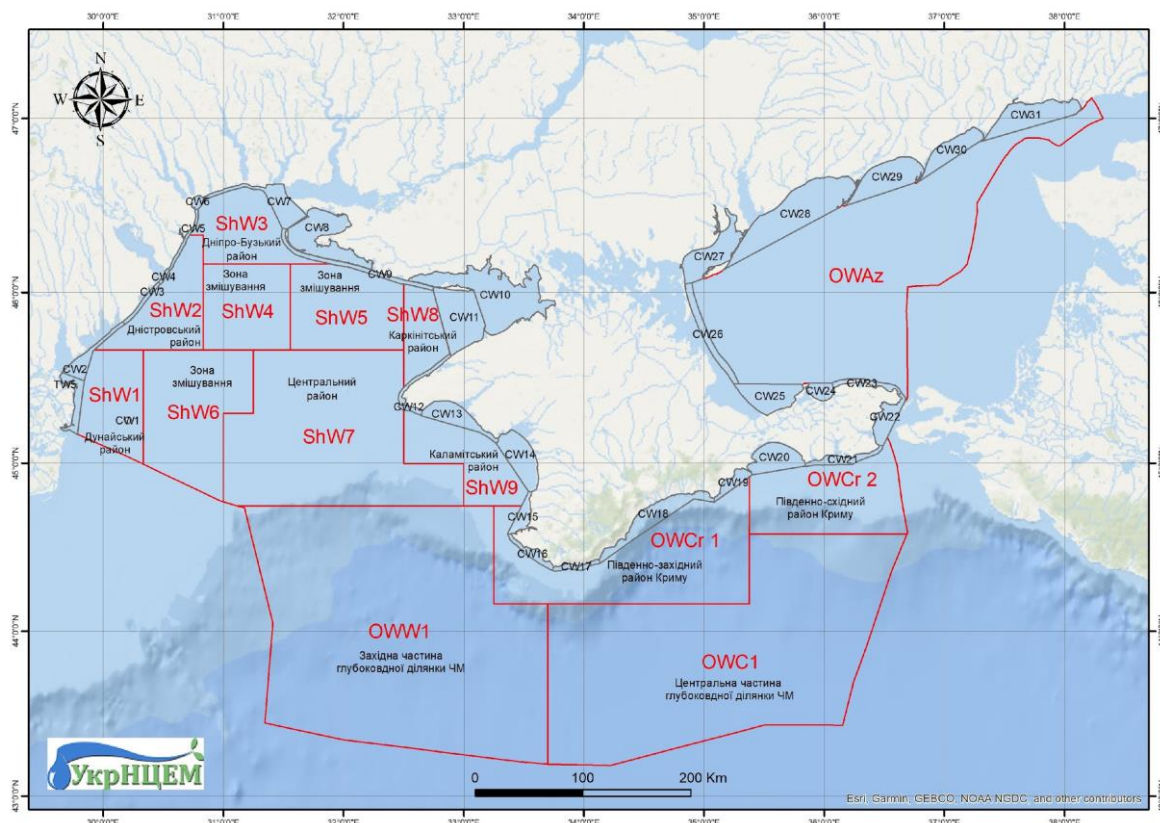 30°0'0"E 31°0'0"E 32°0'0"E 33°0'0"E 34°0'0"E 35°0'0"E 36°0'0"E 37°0'0"E 38°0'0"E
N
W E
S
47°0'0"N
CW31
CW30
CW29
CW28
CW6
CW7
CW5
ShW3
CW8
Дніпро-Бузький
район
CW27
OWAz
CW4
CW3
Зона
змішування
Зона
змішування
CW9
46°0'0"N
CW10
ShW2
ShW4
ShW5
ShW8
CW11
Дністровський
район
Каркінітський
район
CW26
CW2
TW5
ShW1
Зона
змішування
Центральний
район
CW25
CW24
CW23
ShW6
CW12
CW13
CW22
CW1
Дунайський
район
ShW7
CW14
Каламітський
район
CW20
CW21
45°0'0"N
ShW9
CW19
OWCr 2
Південно-східний
район Криму
CW15
CW18
CW16
CW17
OWCr 1
Південно-західний
район Криму
44°0'0"N
OWW1
Західна частина
глубоковдної ділянки ЧМ
OWC1
Центральна частина
глубоковдної ділянки ЧМ
УкрНЦЕМ
0 100 200 Km
43°0'0"N
Esri, Garmin, GEBCO, NOAA NGDC, and other contributors